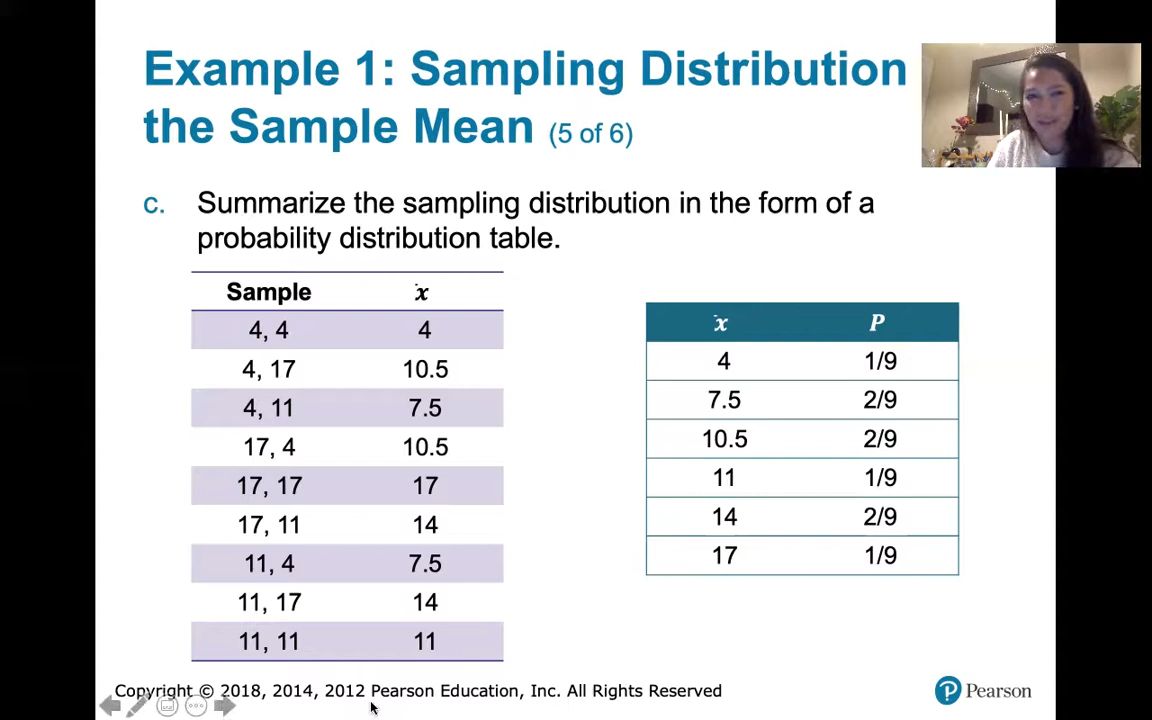 Example 1: Sampling Distribution
the Sample Mean (5 of 6)
c. Summarize the sampling distribution in the form of a
probability distribution table.
Sample x̄
4, 4 4
4, 17 10.5
4, 11 7.5
17, 4 10.5
17, 17 17
17, 11 14
11, 4 7.5
11, 17 14
11, 11 11
x̄ P
4 1/9
7.5 2/9
10.5 2/9
11 1/9
14 2/9
17 1/9
Copyright © 2018, 2014, 2012 Pearson Education, Inc. All Rights Reserved
Pearson